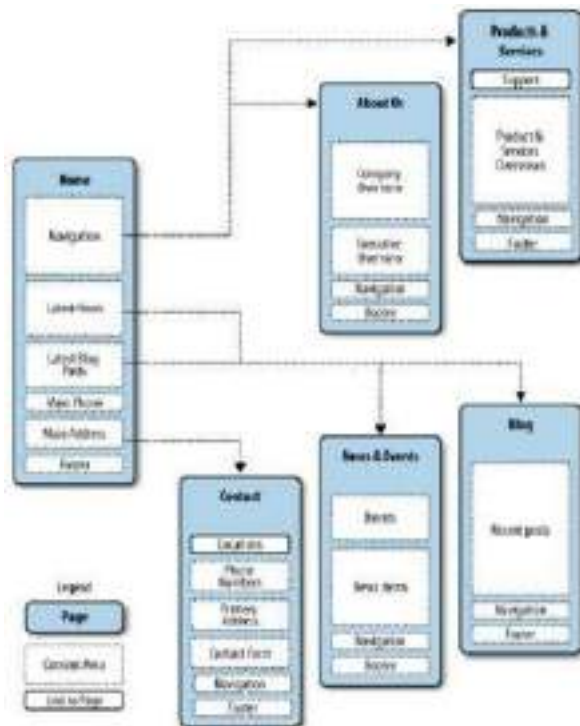 Products &
Services
Support
Product &
Services
Overviews
Navigation
Footer
About Us
Company
Overview
Executive
Overview
Navigation
Footer
Home
Navigation
Latest News
Latest Blog
Posts
Main Phone
Main Address
Footer
Contact
Locations
Phone
Numbers
Primary
Address
Contact Form
Navigation
Footer
News & Events
Events
News Items
Navigation
Footer
Blog
Recent posts
Navigation
Footer
Legend
Page
Content Area
Link to Page